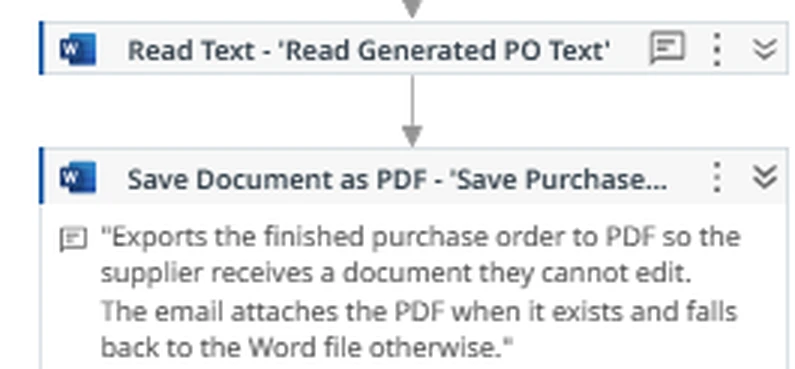 Read Text - 'Read Generated PO Text'
Save Document as PDF - 'Save Purchase...
"Exports the finished purchase order to PDF so the
supplier receives a document they cannot edit.
The email attaches the PDF when it exists and falls
back to the Word file otherwise."